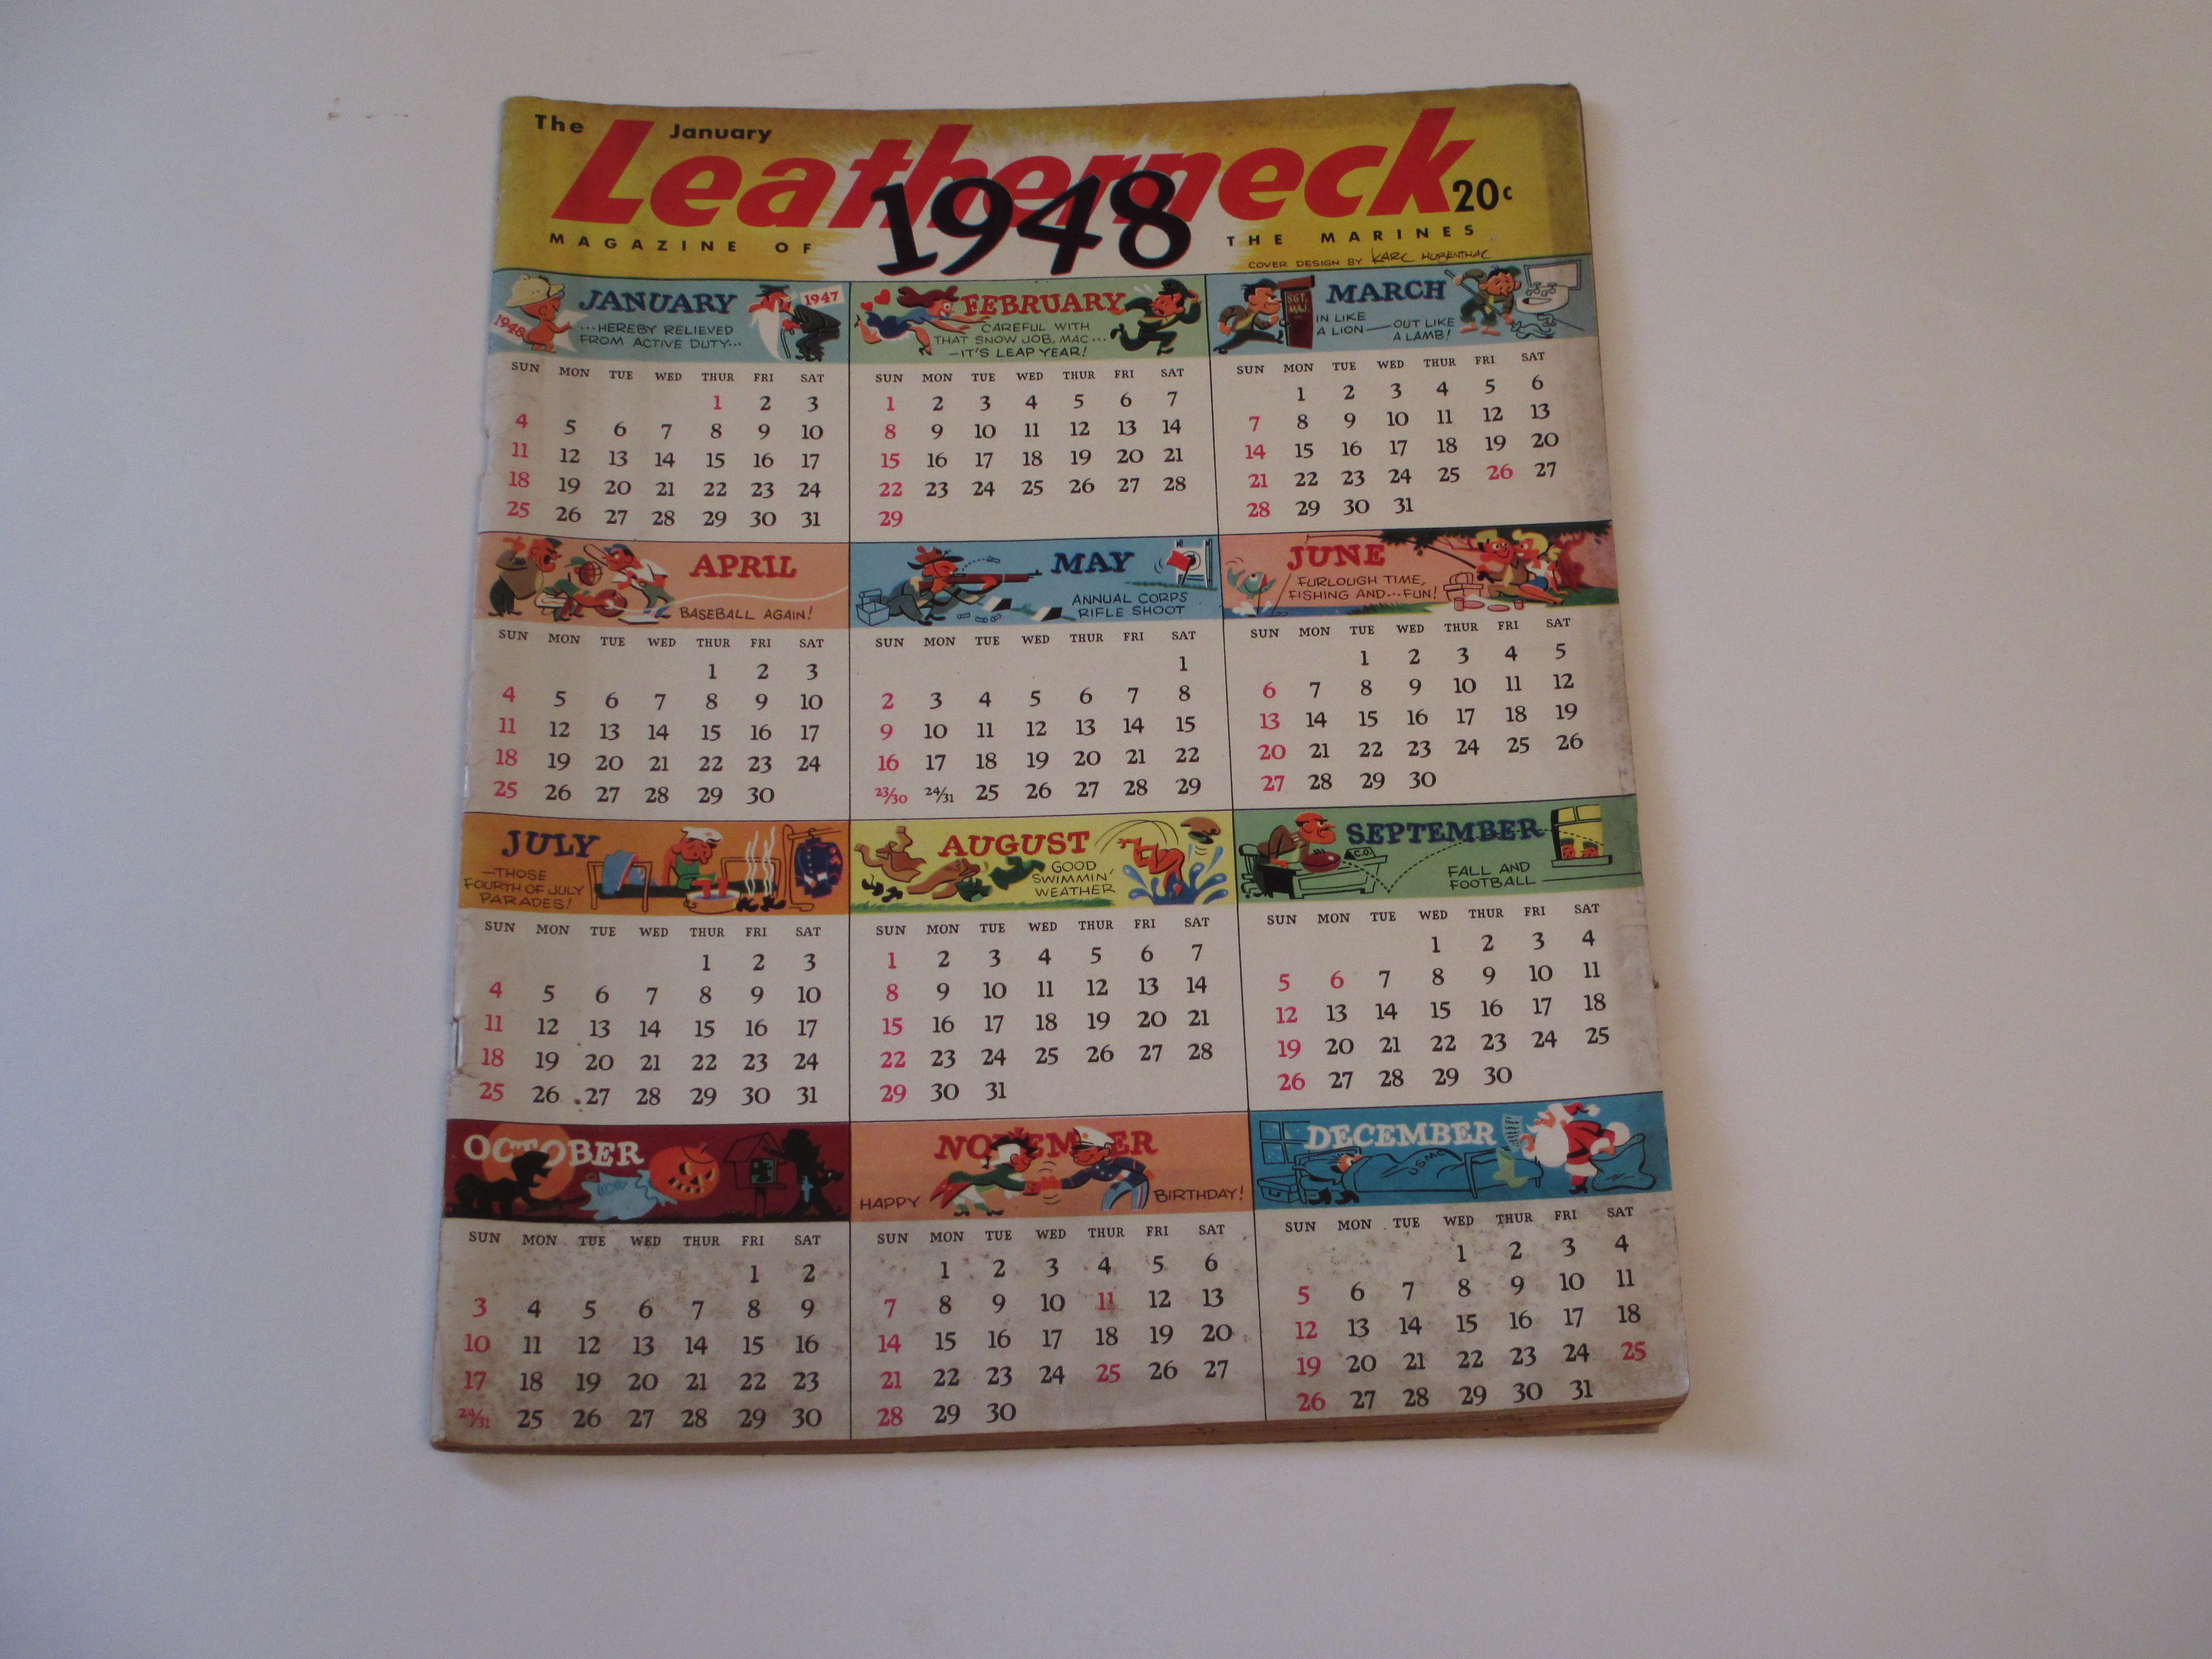 The January
Leatherneck
1948
20c
MAGAZINE OF THE MARINES
COVER DESIGN BY KARL HUBENTHAL
1948
JANUARY
1947
...HEREBY RELIEVED
FROM ACTIVE DUTY...
SUN MON TUE WED THUR FRI SAT
1 2 3
4 5 6 7 8 9 10
11 12 13 14 15 16 17
18 19 20 21 22 23 24
25 26 27 28 29 30 31
FEBRUARY
CAREFUL WITH
THAT SNOW JOB, MAC...
—IT'S LEAP YEAR!
SUN MON TUE WED THUR FRI SAT
1 2 3 4 5 6 7
8 9 10 11 12 13 14
15 16 17 18 19 20 21
22 23 24 25 26 27 28
29
SGT.
MAJ.
MARCH
IN LIKE
A LION — OUT LIKE
A LAMB!
SUN MON TUE WED THUR FRI SAT
1 2 3 4 5 6
7 8 9 10 11 12 13
14 15 16 17 18 19 20
21 22 23 24 25 26 27
28 29 30 31
APRIL
BASEBALL AGAIN!
SUN MON TUE WED THUR FRI SAT
1 2 3
4 5 6 7 8 9 10
11 12 13 14 15 16 17
18 19 20 21 22 23 24
25 26 27 28 29 30
MAY
ANNUAL CORPS
RIFLE SHOOT
SUN MON TUE WED THUR FRI SAT
1
2 3 4 5 6 7 8
9 10 11 12 13 14 15
16 17 18 19 20 21 22
23/30 24/31 25 26 27 28 29
JUNE
FURLOUGH TIME,
FISHING AND...FUN!
SUN MON TUE WED THUR FRI SAT
1 2 3 4 5
6 7 8 9 10 11 12
13 14 15 16 17 18 19
20 21 22 23 24 25 26
27 28 29 30
JULY
—THOSE
FOURTH OF JULY
PARADES!
SUN MON TUE WED THUR FRI SAT
1 2 3
4 5 6 7 8 9 10
11 12 13 14 15 16 17
18 19 20 21 22 23 24
25 26 27 28 29 30 31
AUGUST
GOOD
SWIMMIN'
WEATHER
SUN MON TUE WED THUR FRI SAT
1 2 3 4 5 6 7
8 9 10 11 12 13 14
15 16 17 18 19 20 21
22 23 24 25 26 27 28
29 30 31
SEPTEMBER
C.O.
FALL AND
FOOTBALL
SUN MON TUE WED THUR FRI SAT
1 2 3 4
5 6 7 8 9 10 11
12 13 14 15 16 17 18
19 20 21 22 23 24 25
26 27 28 29 30
OCTOBER
SUN MON TUE WED THUR FRI SAT
1 2
3 4 5 6 7 8 9
10 11 12 13 14 15 16
17 18 19 20 21 22 23
24/31 25 26 27 28 29 30
NOVEMBER
HAPPY BIRTHDAY!
SUN MON TUE WED THUR FRI SAT
1 2 3 4 5 6
7 8 9 10 11 12 13
14 15 16 17 18 19 20
21 22 23 24 25 26 27
28 29 30
DECEMBER
USMC
SUN MON TUE WED THUR FRI SAT
1 2 3 4
5 6 7 8 9 10 11
12 13 14 15 16 17 18
19 20 21 22 23 24 25
26 27 28 29 30 31